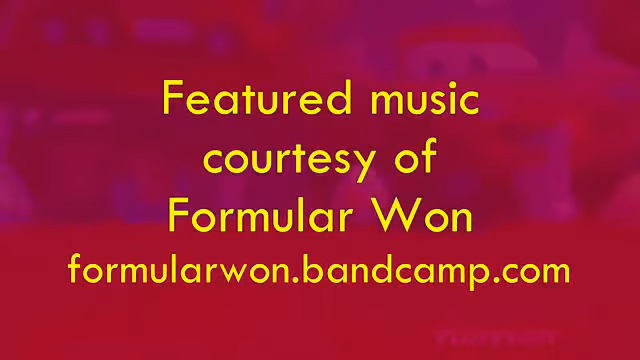 Featured music
courtesy of
Formular Won
formularwon.bandcamp.com